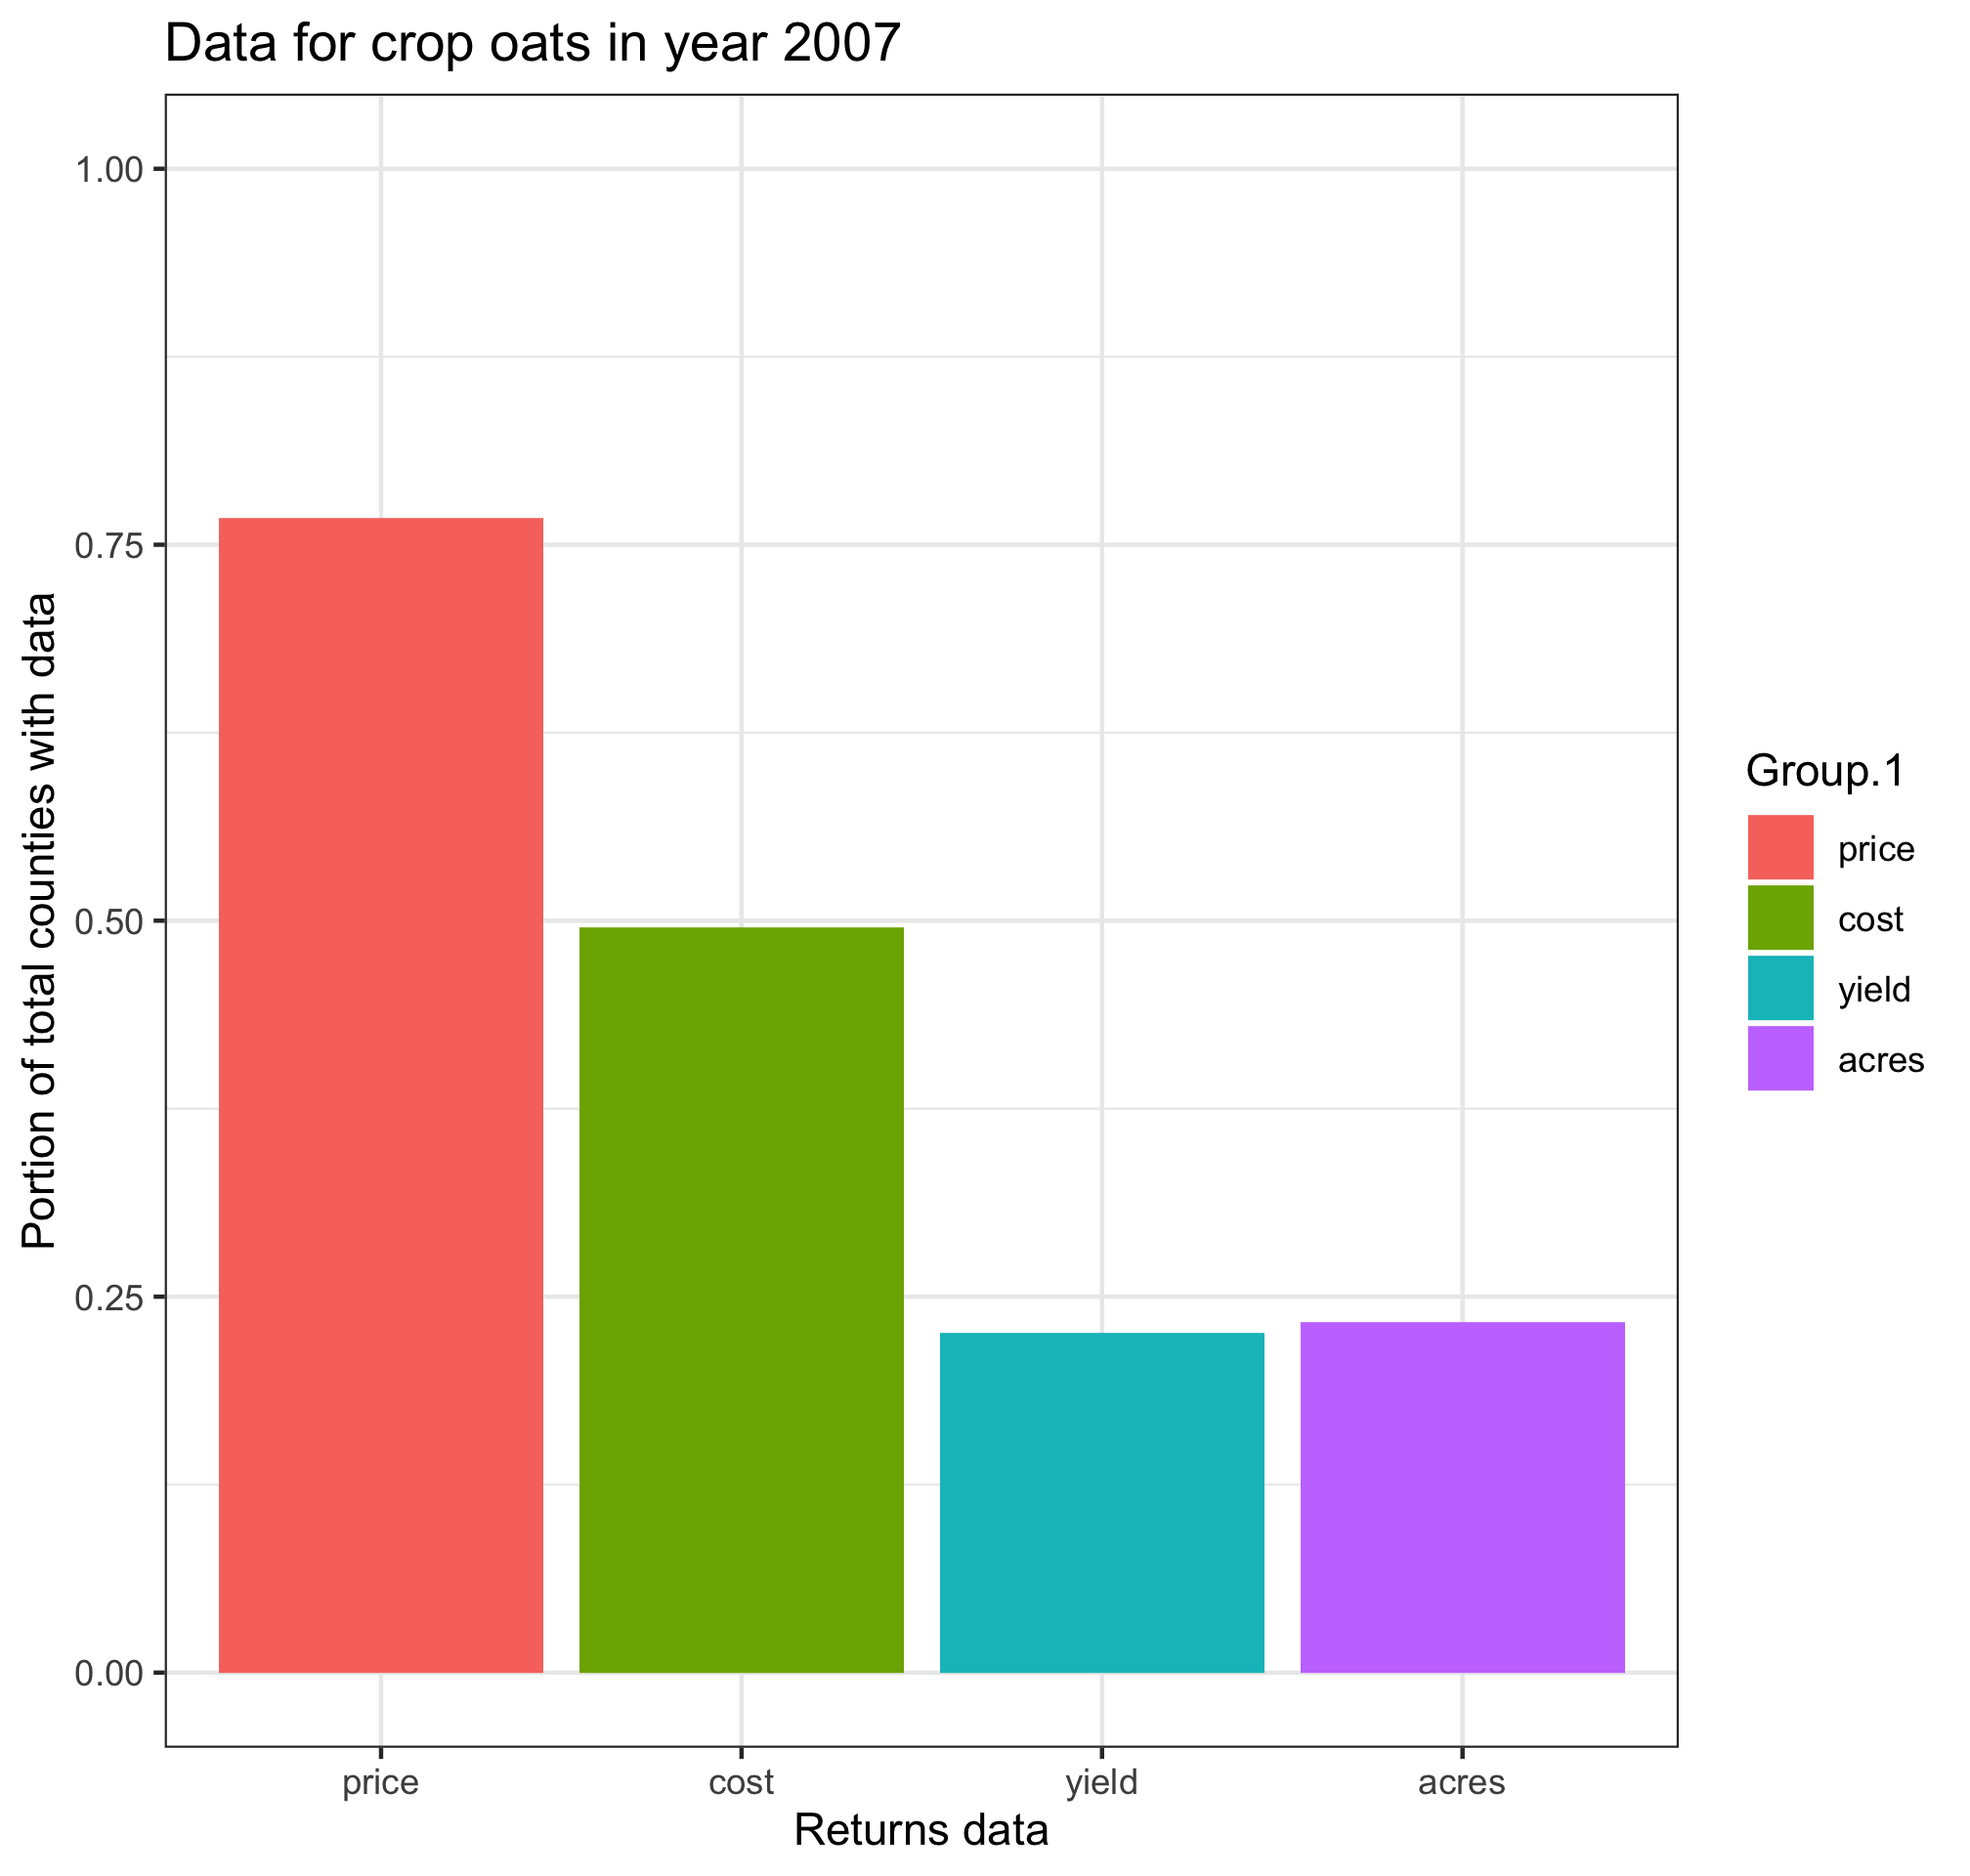 Data for crop oats in year 2007
Portion of total counties with data
1.00
0.75
0.50
0.25
0.00
price
cost
yield
acres
Returns data
Group.1
price
cost
yield
acres